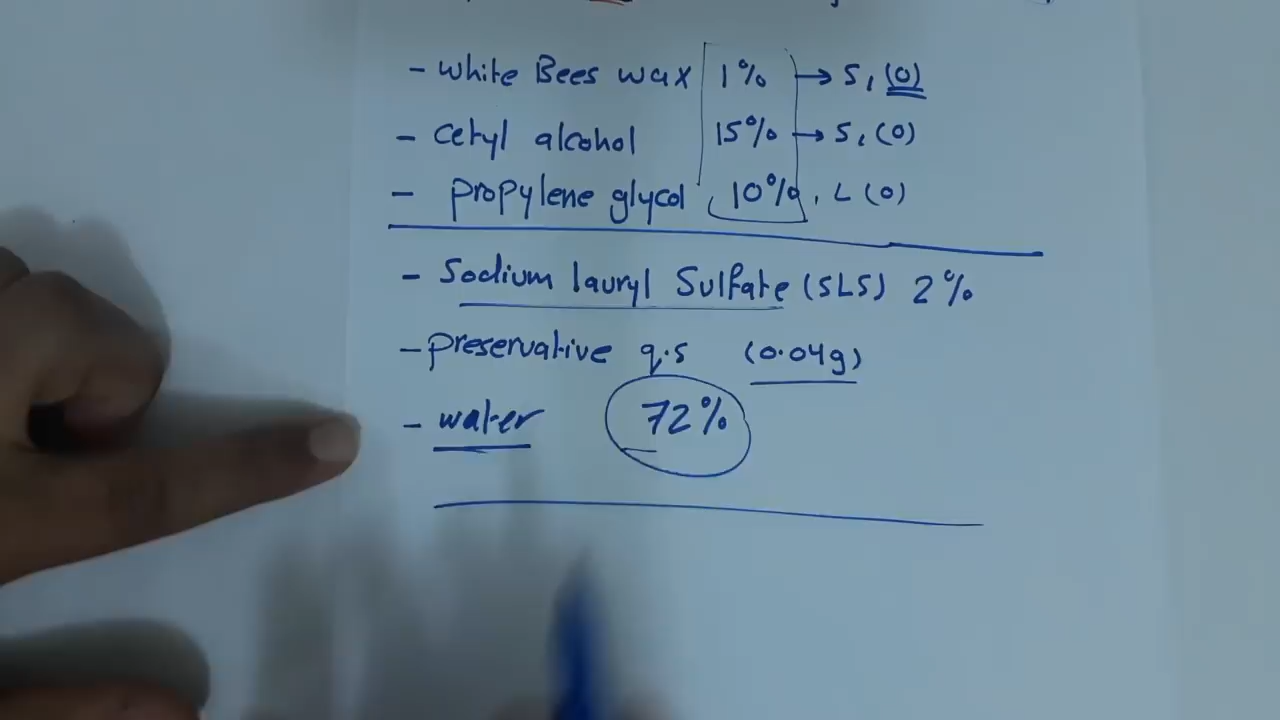 - White Bees wax 1% → S, (0)
- Cetyl alcohol 15% → S, (0)
- propylene glycol 10%, L (0)
- Sodium lauryl Sulfate (SLS) 2%
- preservative q.s (0.04g)
- water 72%